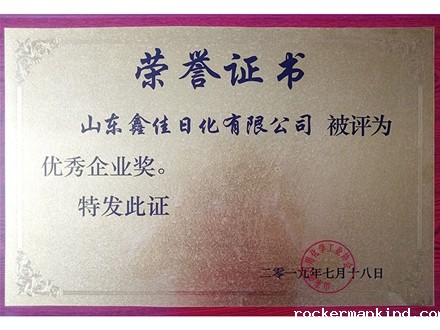 荣誉证书
山东鑫佳日化有限公司 被评为
优秀企业奖。
特发此证
二零一九年七月十八日
rockermapkind.com